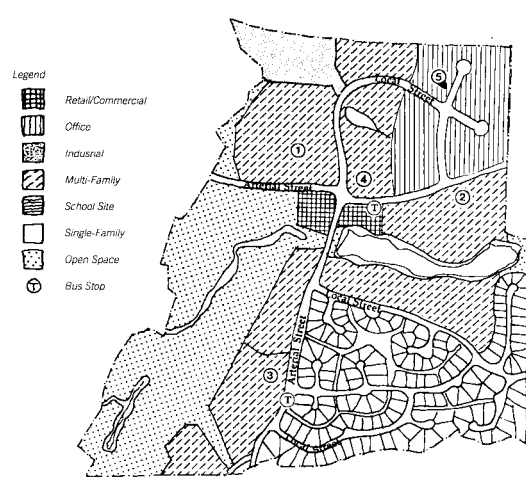 Legend
Retail/Commercial
Office
Indusrial
Multi-Family
School Site
Single-Family
Open Space
T Bus Stop
5
Local Street
1
4
Arterial Street
T
2
Local Street
Arterial Street
3
T
Local Street